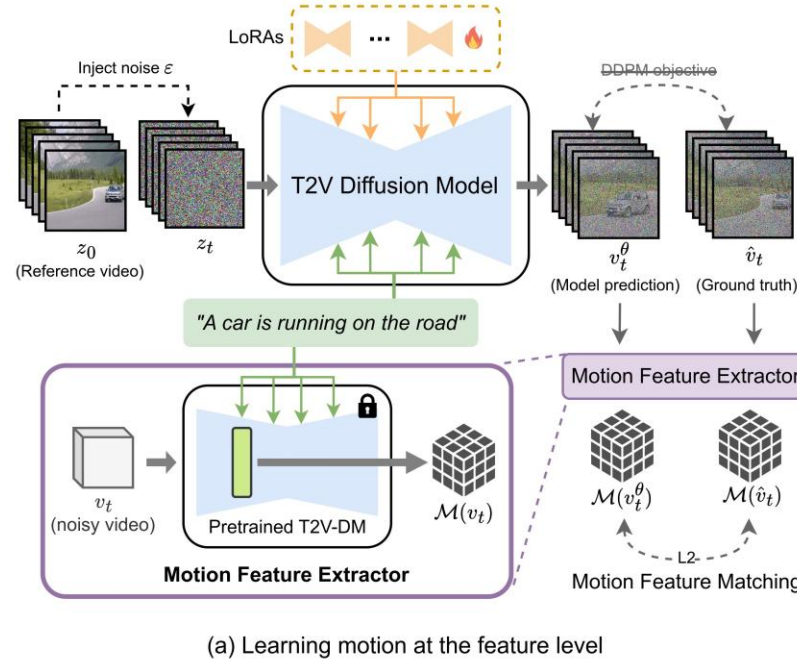 LoRAs
...
Inject noise ε
DDPM objective
T2V Diffusion Model
z₀
(Reference video)
zₜ
vₜ^θ
(Model prediction)
v̂ₜ
(Ground truth)
"A car is running on the road"
Motion Feature Extractor
vₜ
(noisy video)
Pretrained T2V-DM
ℳ(vₜ)
Motion Feature Extractor
ℳ(vₜ^θ)
ℳ(v̂ₜ)
L2
Motion Feature Matching
(a) Learning motion at the feature level